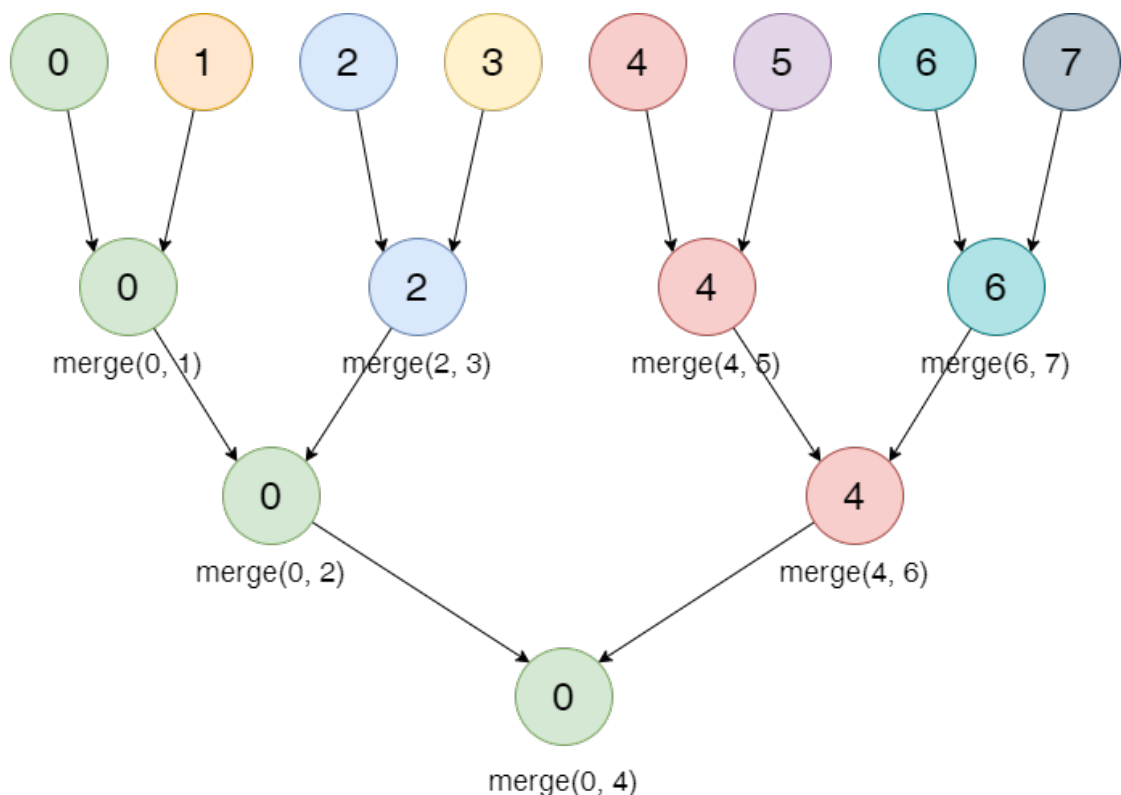 0 1 2 3 4 5 6 7
0 2 4 6
merge(0, 1) merge(2, 3) merge(4, 5) merge(6, 7)
0 4
merge(0, 2) merge(4, 6)
0
merge(0, 4)